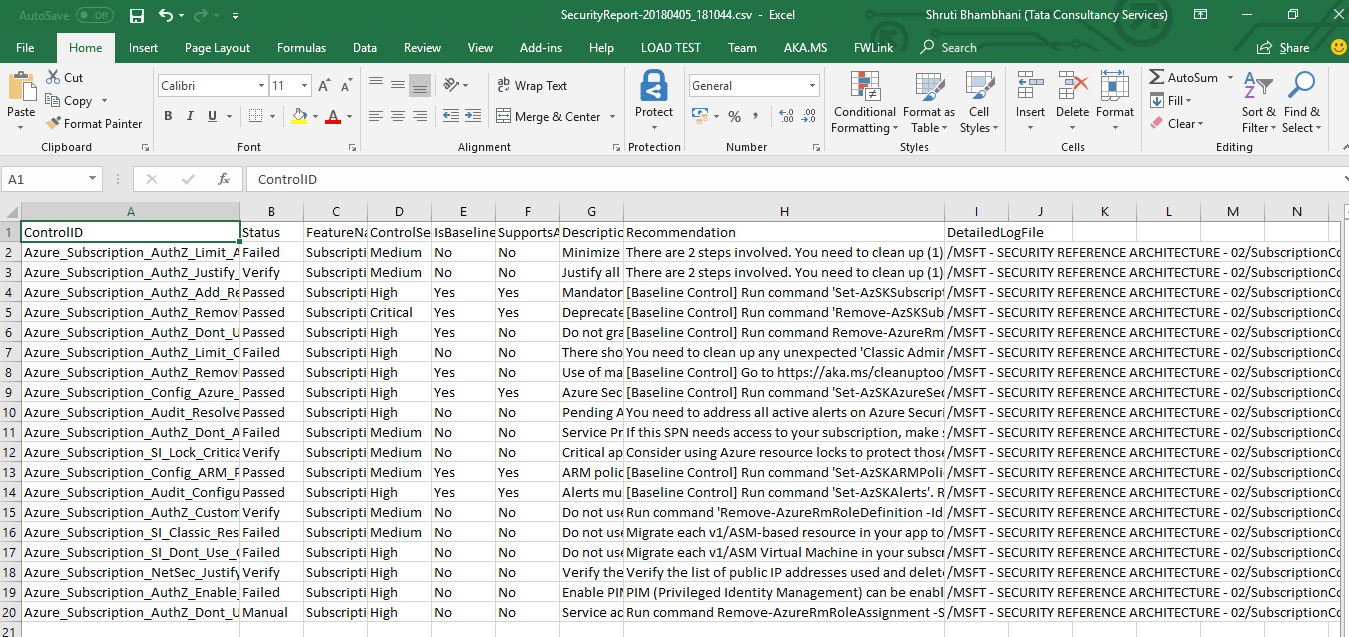 AutoSave Off SecurityReport-20180405_181044.csv - Excel Shruti Bhambhani (Tata Consultancy Services)
File Home Insert Page Layout Formulas Data Review View Add-ins Help LOAD TEST Team AKA.MS FWLink Search Share
Paste Cut Copy Format Painter Clipboard
Calibri 11 A A B I U A Font
ab Wrap Text Merge & Center Alignment
Protect Protection
General % , Number
Conditional Formatting Format as Table Cell Styles Styles
Insert Delete Format Cells
AutoSum Fill Clear Sort & Filter Find & Select Editing
A1 fx ControlID
A B C D E F G H I J K L M N
1 ControlID Status FeatureNa ControlSe IsBaseline SupportsA Descriptio Recommendation DetailedLogFile
2 Azure_Subscription_AuthZ_Limit_A Failed Subscripti Medium No No Minimize There are 2 steps involved. You need to clean up (1) /MSFT - SECURITY REFERENCE ARCHITECTURE - 02/SubscriptionCo
3 Azure_Subscription_AuthZ_Justify_ Verify Subscripti Medium No No Justify all There are 2 steps involved. You need to clean up (1) /MSFT - SECURITY REFERENCE ARCHITECTURE - 02/SubscriptionCo
4 Azure_Subscription_AuthZ_Add_Re Passed Subscripti High Yes Yes Mandator [Baseline Control] Run command 'Set-AzSKSubscript /MSFT - SECURITY REFERENCE ARCHITECTURE - 02/SubscriptionCo
5 Azure_Subscription_AuthZ_Remov Passed Subscripti Critical Yes Yes Deprecate [Baseline Control] Run command 'Remove-AzSKSub /MSFT - SECURITY REFERENCE ARCHITECTURE - 02/SubscriptionCo
6 Azure_Subscription_AuthZ_Dont_U Passed Subscripti High Yes No Do not gra [Baseline Control] Run command Remove-AzureRm /MSFT - SECURITY REFERENCE ARCHITECTURE - 02/SubscriptionCo
7 Azure_Subscription_AuthZ_Limit_C Failed Subscripti High No No There sho You need to clean up any unexpected 'Classic Admin /MSFT - SECURITY REFERENCE ARCHITECTURE - 02/SubscriptionCo
8 Azure_Subscription_AuthZ_Remov Passed Subscripti High Yes No Use of ma [Baseline Control] Go to https://aka.ms/cleanuptoo /MSFT - SECURITY REFERENCE ARCHITECTURE - 02/SubscriptionCo
9 Azure_Subscription_Config_Azure_ Passed Subscripti High Yes Yes Azure Sec [Baseline Control] Run command 'Set-AzSKAzureSec /MSFT - SECURITY REFERENCE ARCHITECTURE - 02/SubscriptionCo
10 Azure_Subscription_Audit_Resolve Passed Subscripti High No No Pending A You need to address all active alerts on Azure Securi /MSFT - SECURITY REFERENCE ARCHITECTURE - 02/SubscriptionCo
11 Azure_Subscription_AuthZ_Dont_A Failed Subscripti Medium No No Service Pr If this SPN needs access to your subscription, make s /MSFT - SECURITY REFERENCE ARCHITECTURE - 02/SubscriptionCo
12 Azure_Subscription_SI_Lock_Critica Verify Subscripti Medium No No Critical ap Consider using Azure resource locks to protect those /MSFT - SECURITY REFERENCE ARCHITECTURE - 02/SubscriptionCo
13 Azure_Subscription_Config_ARM_P Passed Subscripti Medium Yes Yes ARM polic [Baseline Control] Run command 'Set-AzSKARMPoli /MSFT - SECURITY REFERENCE ARCHITECTURE - 02/SubscriptionCo
14 Azure_Subscription_Audit_Configu Passed Subscripti High Yes Yes Alerts mu [Baseline Control] Run command 'Set-AzSKAlerts'. R /MSFT - SECURITY REFERENCE ARCHITECTURE - 02/SubscriptionCo
15 Azure_Subscription_AuthZ_Custom Verify Subscripti Medium No No Do not use Run command 'Remove-AzureRmRoleDefinition -Id /MSFT - SECURITY REFERENCE ARCHITECTURE - 02/SubscriptionCo
16 Azure_Subscription_SI_Classic_Res Failed Subscripti Medium No No Do not use Migrate each v1/ASM-based resource in your app to /MSFT - SECURITY REFERENCE ARCHITECTURE - 02/SubscriptionCo
17 Azure_Subscription_SI_Dont_Use_C Failed Subscripti High No No Do not use Migrate each v1/ASM Virtual Machine in your subscr /MSFT - SECURITY REFERENCE ARCHITECTURE - 02/SubscriptionCo
18 Azure_Subscription_NetSec_Justify Verify Subscripti High No No Verify the Verify the list of public IP addresses used and delete /MSFT - SECURITY REFERENCE ARCHITECTURE - 02/SubscriptionCo
19 Azure_Subscription_AuthZ_Enable_ Failed Subscripti High No No Enable PIM PIM (Privileged Identity Management) can be enabl /MSFT - SECURITY REFERENCE ARCHITECTURE - 02/SubscriptionCo
20 Azure_Subscription_AuthZ_Dont_U Manual Subscripti High No No Service ac Run command Remove-AzureRmRoleAssignment -S /MSFT - SECURITY REFERENCE ARCHITECTURE - 02/SubscriptionCo
21